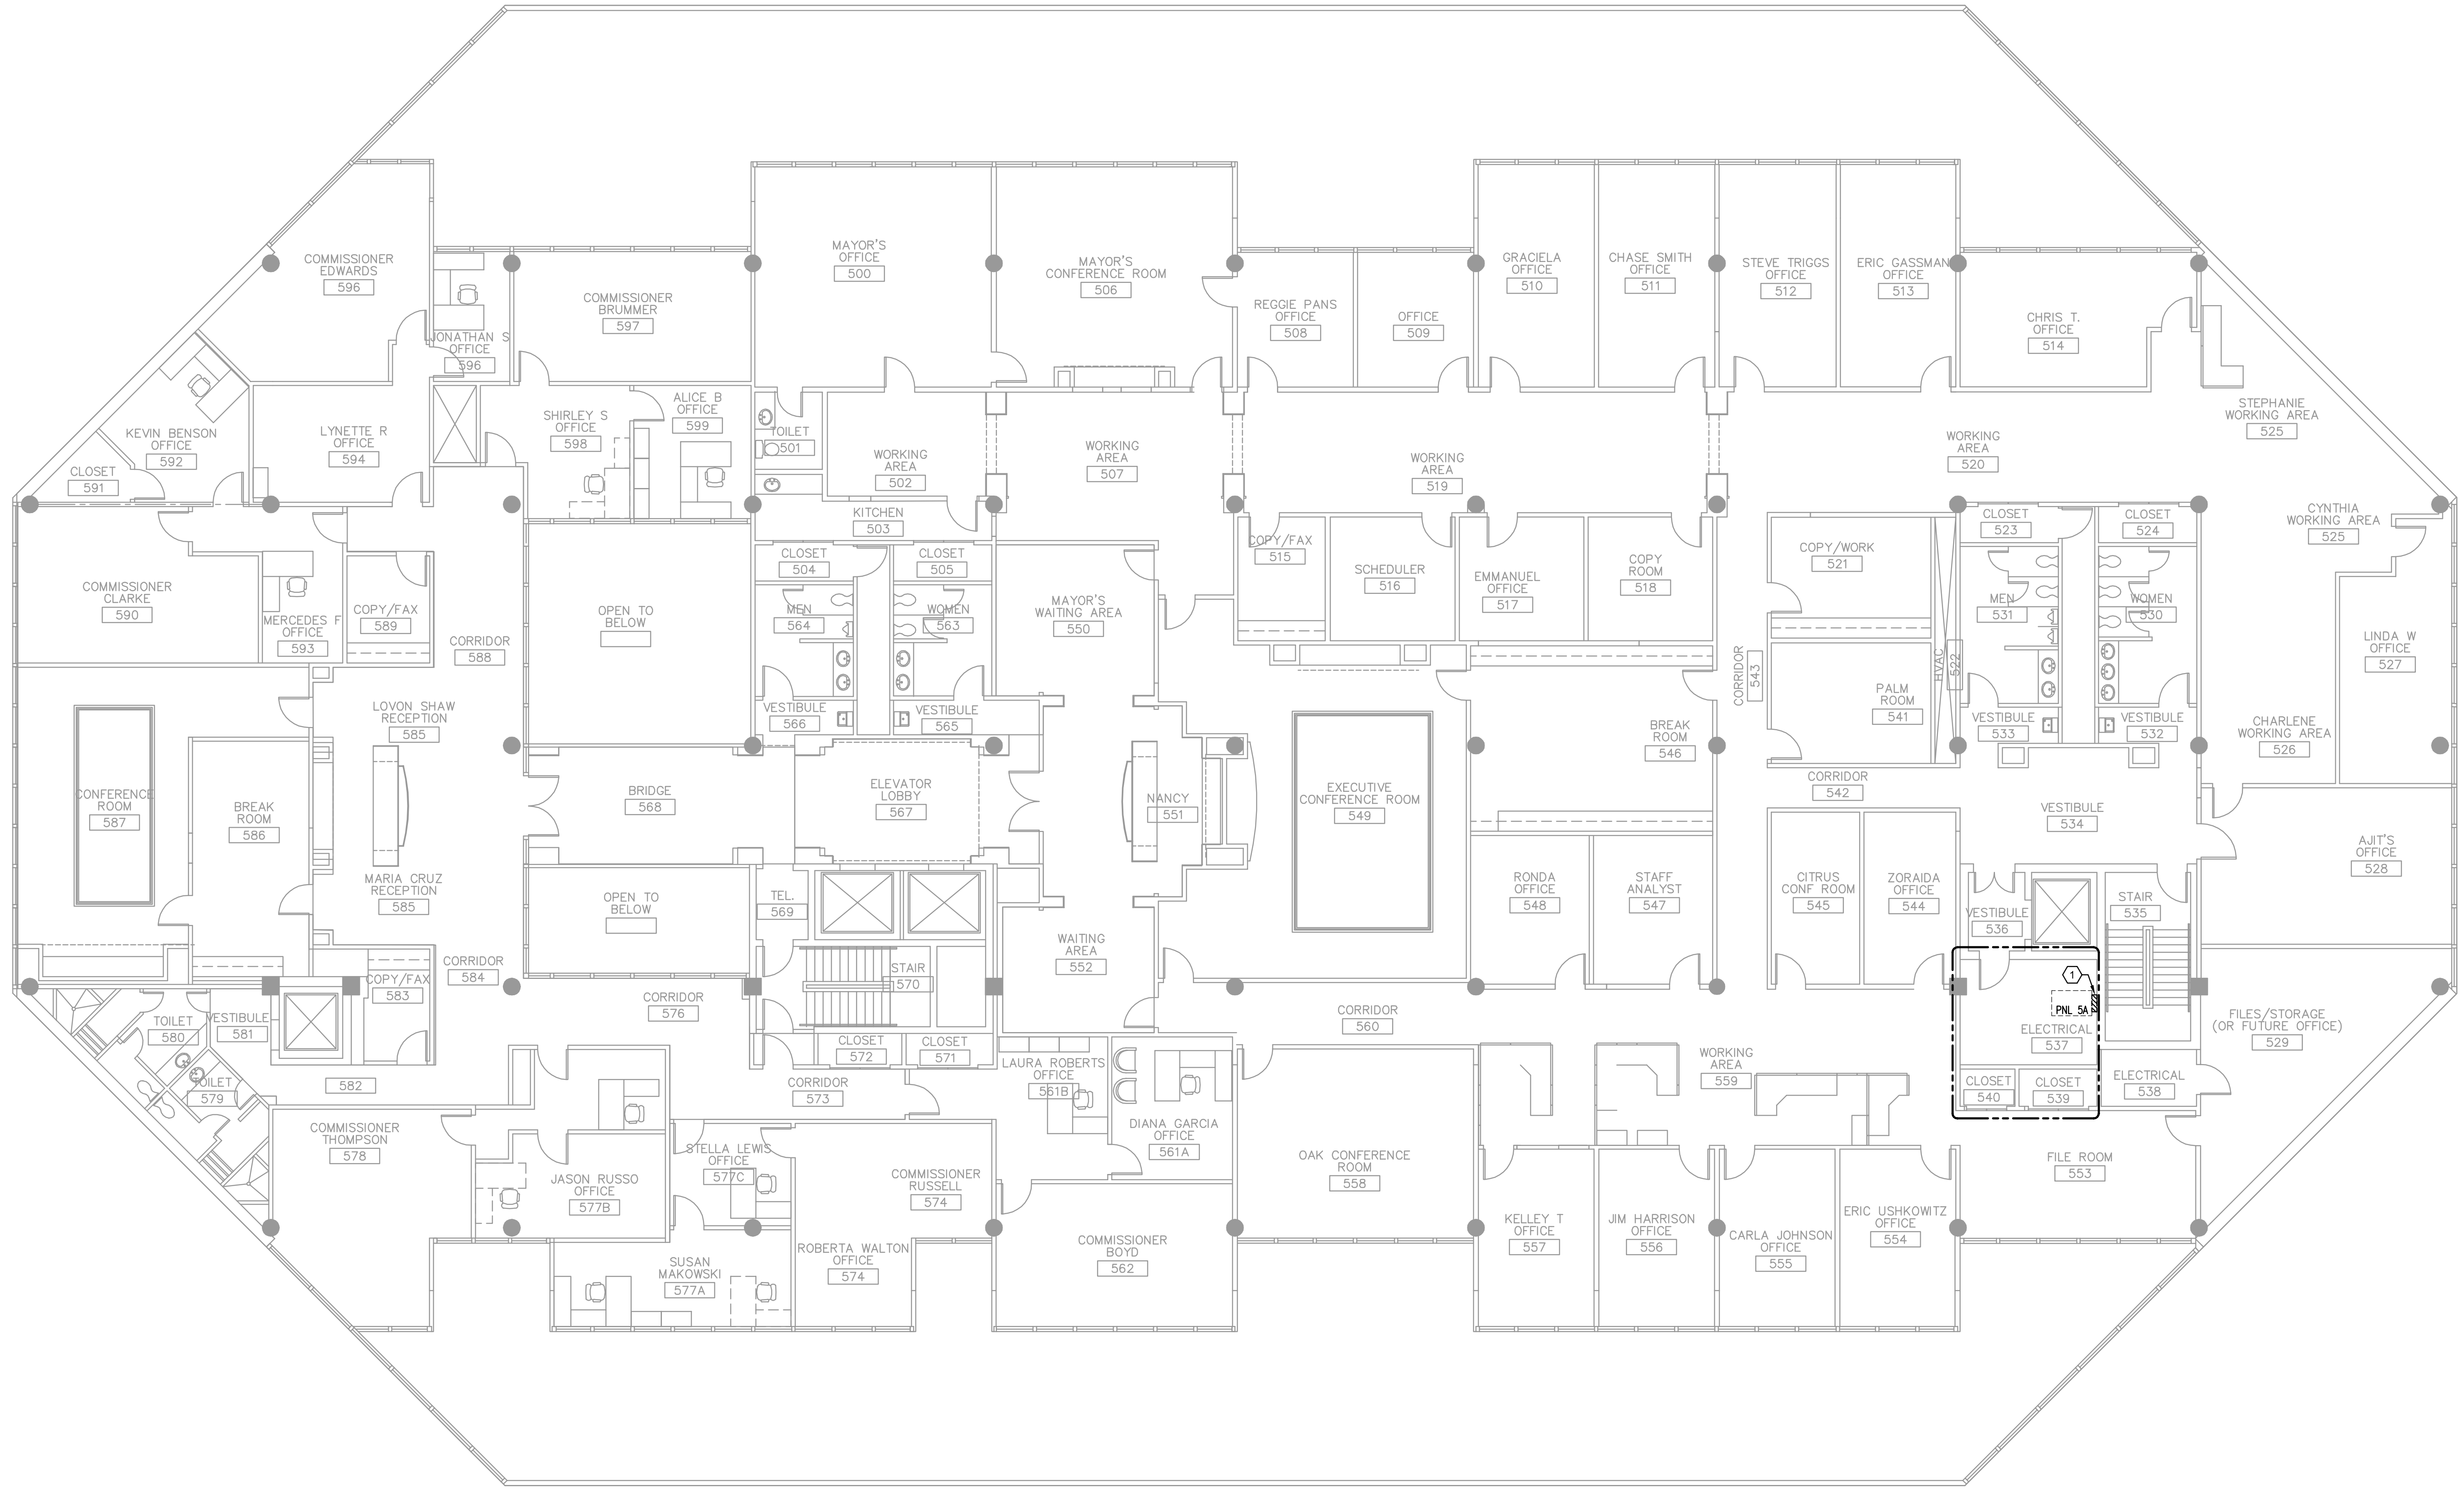 COMMISSIONER
EDWARDS
596
JONATHAN S
OFFICE
596
COMMISSIONER
BRUMMER
597
MAYOR'S
OFFICE
500
MAYOR'S
CONFERENCE ROOM
506
REGGIE PANS
OFFICE
508
OFFICE
509
GRACIELA
OFFICE
510
CHASE SMITH
OFFICE
511
STEVE TRIGGS
OFFICE
512
ERIC GASSMAN
OFFICE
513
CHRIS T.
OFFICE
514
STEPHANIE
WORKING AREA
525
KEVIN BENSON
OFFICE
592
CLOSET
591
LYNETTE R
OFFICE
594
SHIRLEY S
OFFICE
598
ALICE B
OFFICE
599
TOILET
501
WORKING
AREA
502
WORKING
AREA
507
WORKING
AREA
519
WORKING
AREA
520
KITCHEN
503
CLOSET
504
CLOSET
505
COPY/FAX
515
SCHEDULER
516
EMMANUEL
OFFICE
517
COPY
ROOM
518
COPY/WORK
521
CLOSET
523
CLOSET
524
CYNTHIA
WORKING AREA
525
COMMISSIONER
CLARKE
590
MERCEDES F
OFFICE
593
COPY/FAX
589
CORRIDOR
588
OPEN TO
BELOW
MEN
564
WOMEN
563
MAYOR'S
WAITING AREA
550
MEN
531
WOMEN
530
LINDA W
OFFICE
527
CORRIDOR
543
HVAC
522
PALM
ROOM
541
LOVON SHAW
RECEPTION
585
VESTIBULE
566
VESTIBULE
565
BREAK
ROOM
546
VESTIBULE
533
VESTIBULE
532
CHARLENE
WORKING AREA
526
CONFERENCE
ROOM
587
BREAK
ROOM
586
BRIDGE
568
ELEVATOR
LOBBY
567
NANCY
551
EXECUTIVE
CONFERENCE ROOM
549
CORRIDOR
542
VESTIBULE
534
AJIT'S
OFFICE
528
MARIA CRUZ
RECEPTION
585
OPEN TO
BELOW
TEL.
569
RONDA
OFFICE
548
STAFF
ANALYST
547
CITRUS
CONF ROOM
545
ZORAIDA
OFFICE
544
VESTIBULE
536
STAIR
535
WAITING
AREA
552
CORRIDOR
584
COPY/FAX
583
STAIR
570
CORRIDOR
576
CORRIDOR
560
1
PNL 5A
ELECTRICAL
537
FILES/STORAGE
(OR FUTURE OFFICE)
529
TOILET
580
VESTIBULE
581
CLOSET
572
CLOSET
571
TOILET
579
582
CORRIDOR
573
LAURA ROBERTS
OFFICE
561B
WORKING
AREA
559
CLOSET
540
CLOSET
539
ELECTRICAL
538
COMMISSIONER
THOMPSON
578
JASON RUSSO
OFFICE
577B
STELLA LEWIS
OFFICE
577C
COMMISSIONER
RUSSELL
574
DIANA GARCIA
OFFICE
561A
OAK CONFERENCE
ROOM
558
FILE ROOM
553
SUSAN
MAKOWSKI
577A
ROBERTA WALTON
OFFICE
574
COMMISSIONER
BOYD
562
KELLEY T
OFFICE
557
JIM HARRISON
OFFICE
556
CARLA JOHNSON
OFFICE
555
ERIC USHKOWITZ
OFFICE
554